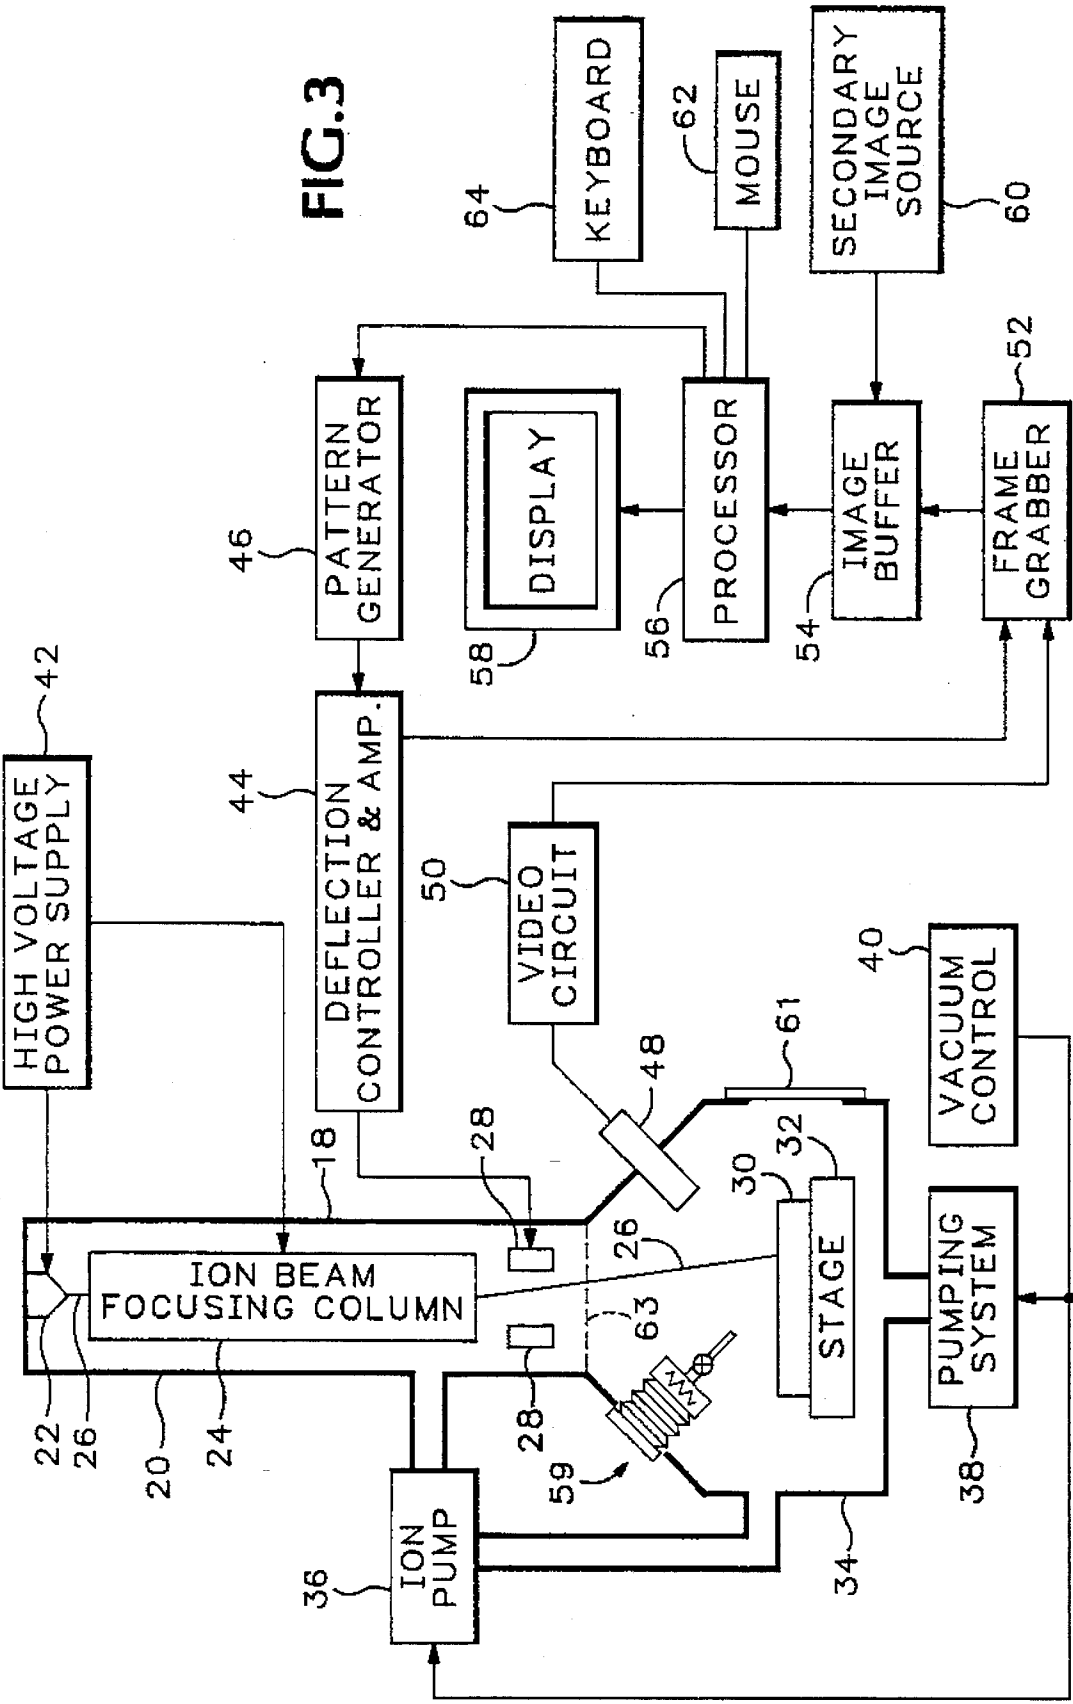 FIG.3
HIGH VOLTAGE
POWER SUPPLY
42
18
20
22
26
ION BEAM
FOCUSING COLUMN
24
44
DEFLECTION
CONTROLLER & AMP.
46
PATTERN
GENERATOR
64
KEYBOARD
62
MOUSE
SECONDARY
IMAGE
SOURCE
60
DISPLAY
58
PROCESSOR
56
IMAGE
BUFFER
54
FRAME
GRABBER
52
50
VIDEO
CIRCUIT
48
28
28
26
63
59
36
ION
PUMP
61
30
32
STAGE
34
40
VACUUM
CONTROL
PUMPING
SYSTEM
38